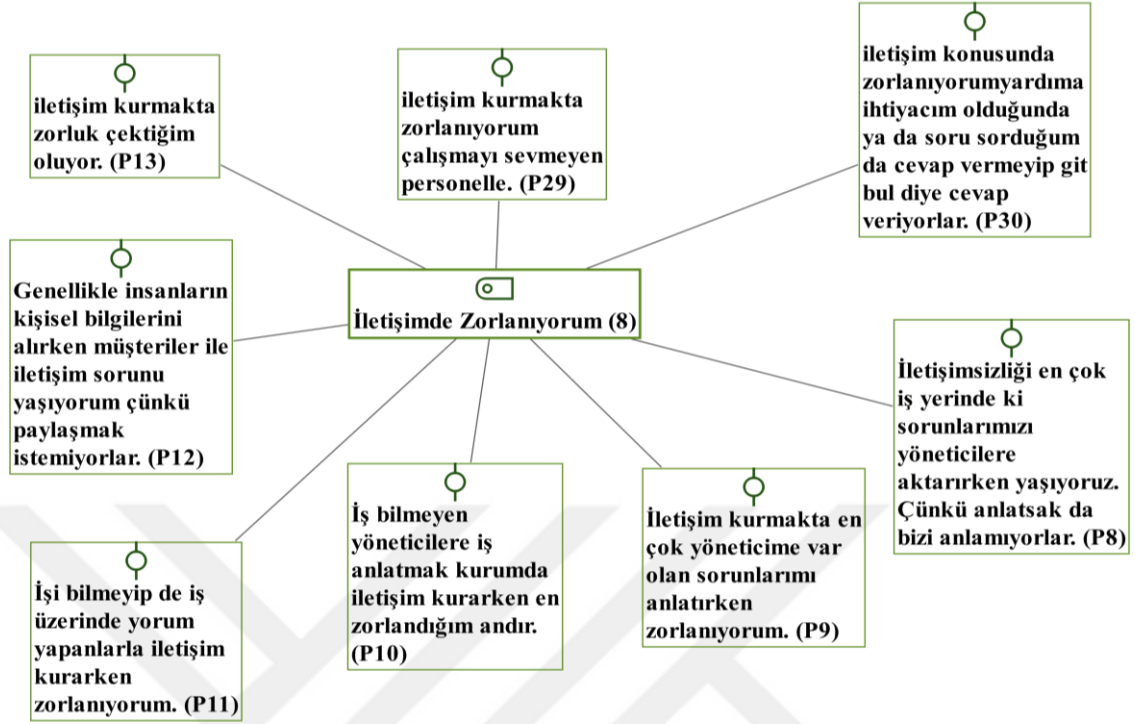 iletişim kurmakta
zorluk çektiğim
oluyor. (P13)
iletişim kurmakta
zorlanıyorum
çalışmayı sevmeyen
personelle. (P29)
iletişim konusunda
zorlanıyorumyardıma
ihtiyacım olduğunda
ya da soru sorduğum
da cevap vermeyip git
bul diye cevap
veriyorlar. (P30)
Genellikle insanların
kişisel bilgilerini
alırken müşteriler ile
iletişim sorunu
yaşıyorum çünkü
paylaşmak
istemiyorlar. (P12)
İletişimde Zorlanıyorum (8)
İletişimsizliği en çok
iş yerinde ki
sorunlarımızı
yöneticilere
aktarırken yaşıyoruz.
Çünkü anlatsak da
bizi anlamıyorlar. (P8)
İşi bilmeyip de iş
üzerinde yorum
yapanlarla iletişim
kurarken
zorlanıyorum. (P11)
İş bilmeyen
yöneticilere iş
anlatmak kurumda
iletişim kurarken en
zorlandığım andır.
(P10)
İletişim kurmakta en
çok yöneticime var
olan sorunlarımı
anlatırken
zorlanıyorum. (P9)